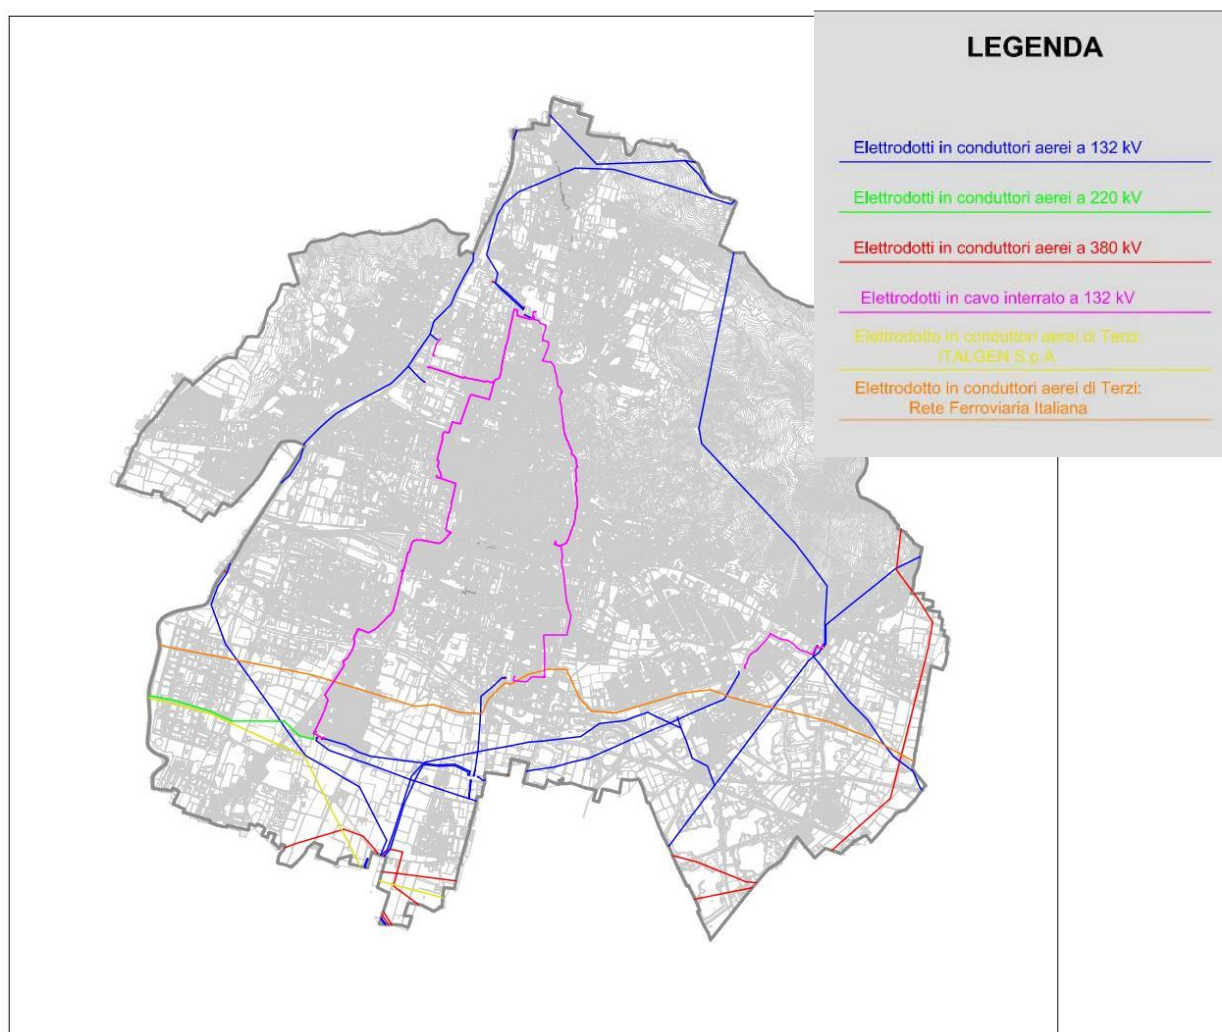 LEGENDA
Elettrodotti in conduttori aerei a 132 kV
Elettrodotti in conduttori aerei a 220 kV
Elettrodotti in conduttori aerei a 380 kV
Elettrodotti in cavo interrato a 132 kV
Elettrodotto in conduttori aerei di Terzi:
ITALGEN S.p.A.
Elettrodotto in conduttori aerei di Terzi:
Rete Ferroviaria Italiana